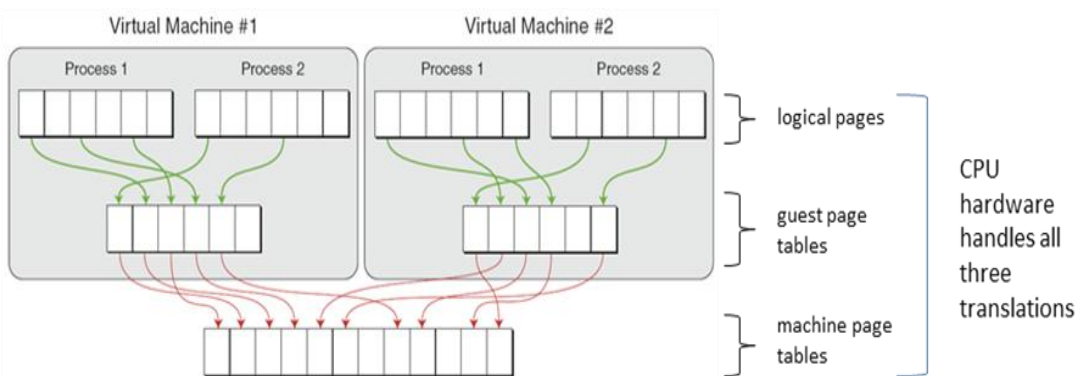 Virtual Machine #1
Virtual Machine #2
Process 1
Process 2
Process 1
Process 2
logical pages
guest page
tables
machine page
tables
CPU
hardware
handles all
three
translations